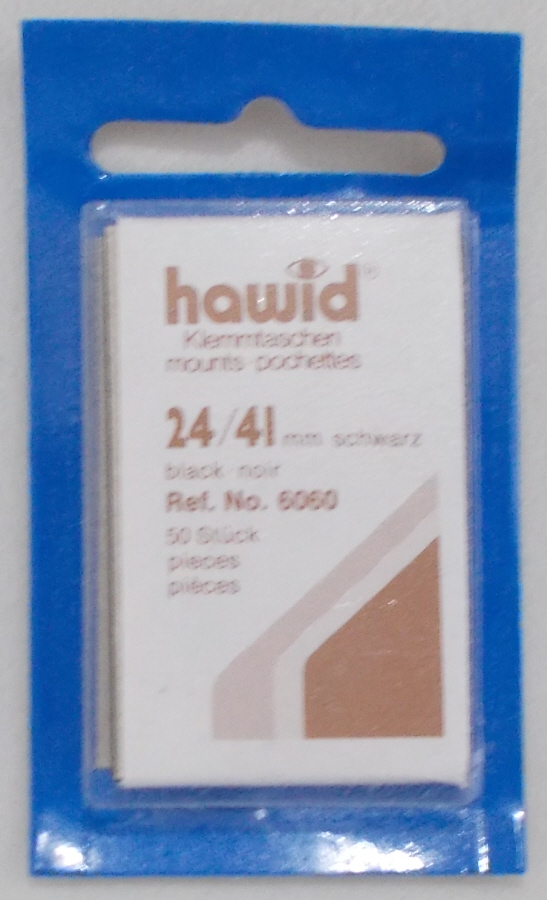 hawid®
Klemmtaschen
mounts·pochettes
24/41 mm schwarz
black·noir
Ref. No. 6060
50 Stück
pieces
pièces